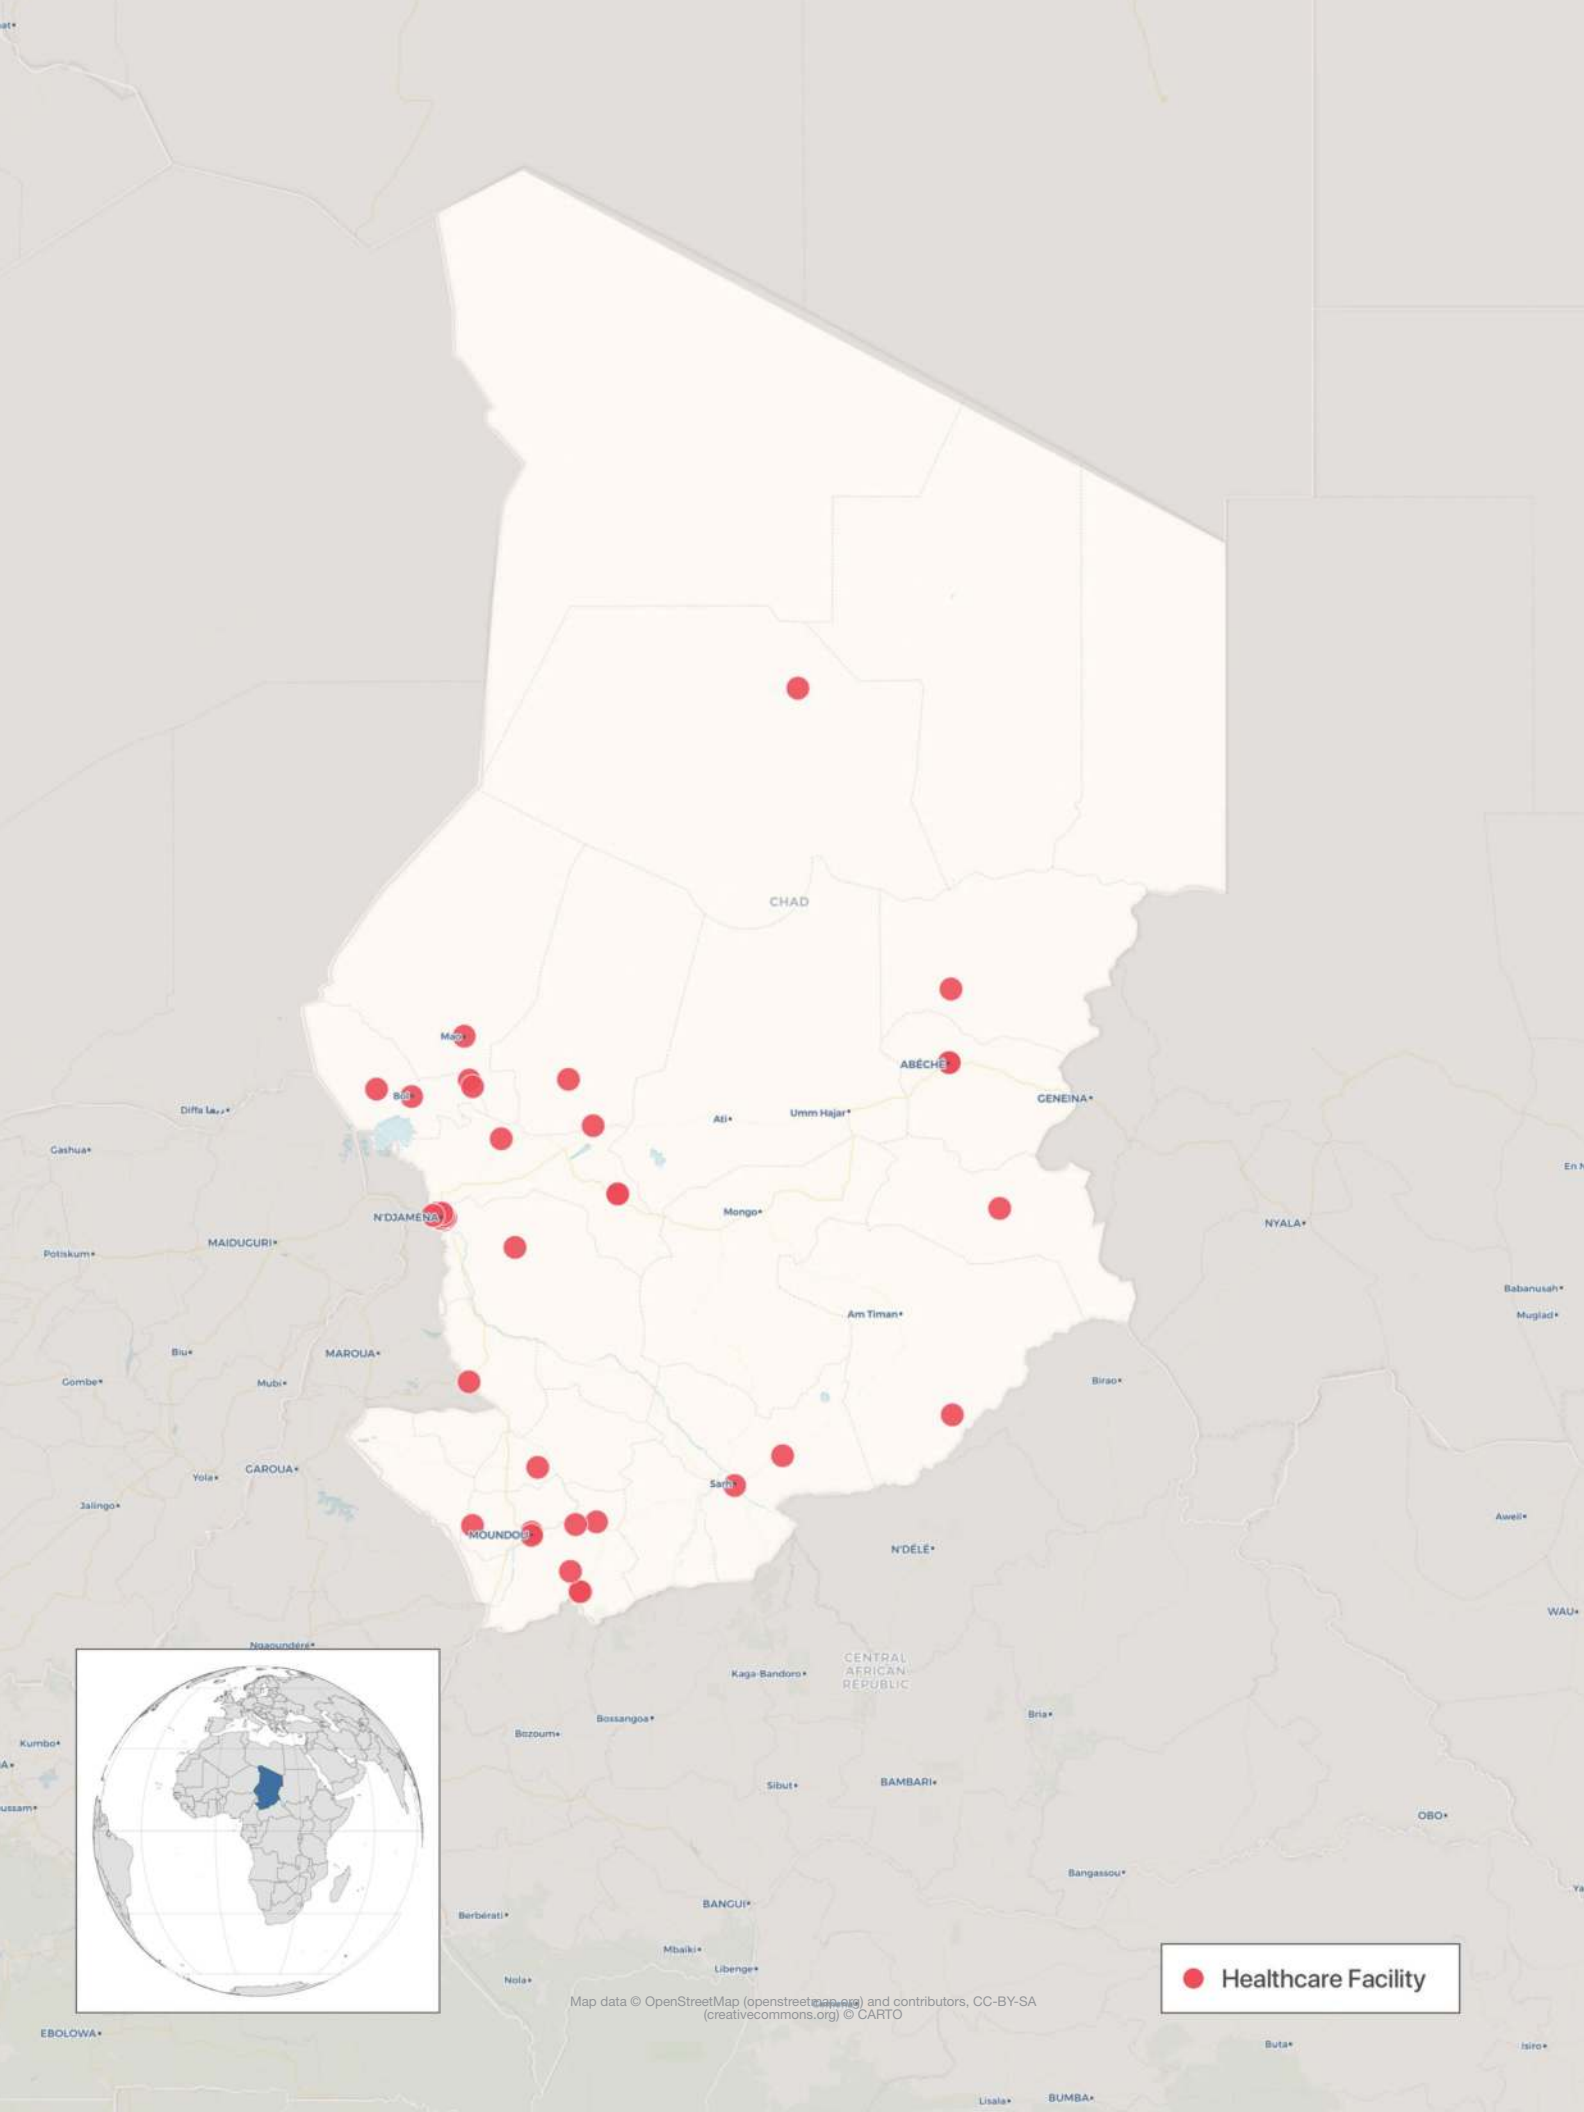 CHAD
Mao
ABÉCHÉ
Bol
GENEINA
Diffa
Ati
Umm Hajar
Gashua
N'DJAMENA
Mongo
NYALA
MAIDUGURI
Potiskum
Babanusah
Am Timan
Muglad
Biu
MAROUA
Gombe
Mubi
Birao
GAROUA
Yola
Sarh
Jalingo
Aweil
MOUNDOU
N'DÉLÉ
WAU
Ngaoundéré
CENTRAL
AFRICAN
REPUBLIC
Kaga-Bandoro
Bria
Bossangoa
Bozoum
Kumbo
Sibut
BAMBARI
ussam
OBO
Bangassou
BANGUI
Berbérati
Mbaïki
Libenge
Nola
Healthcare Facility
Map data © OpenStreetMap (openstreetmap.org) and contributors, CC-BY-SA
(creativecommons.org) © CARTO
EBOLOWA
Buta
Isiro
Lisala
BUMBA